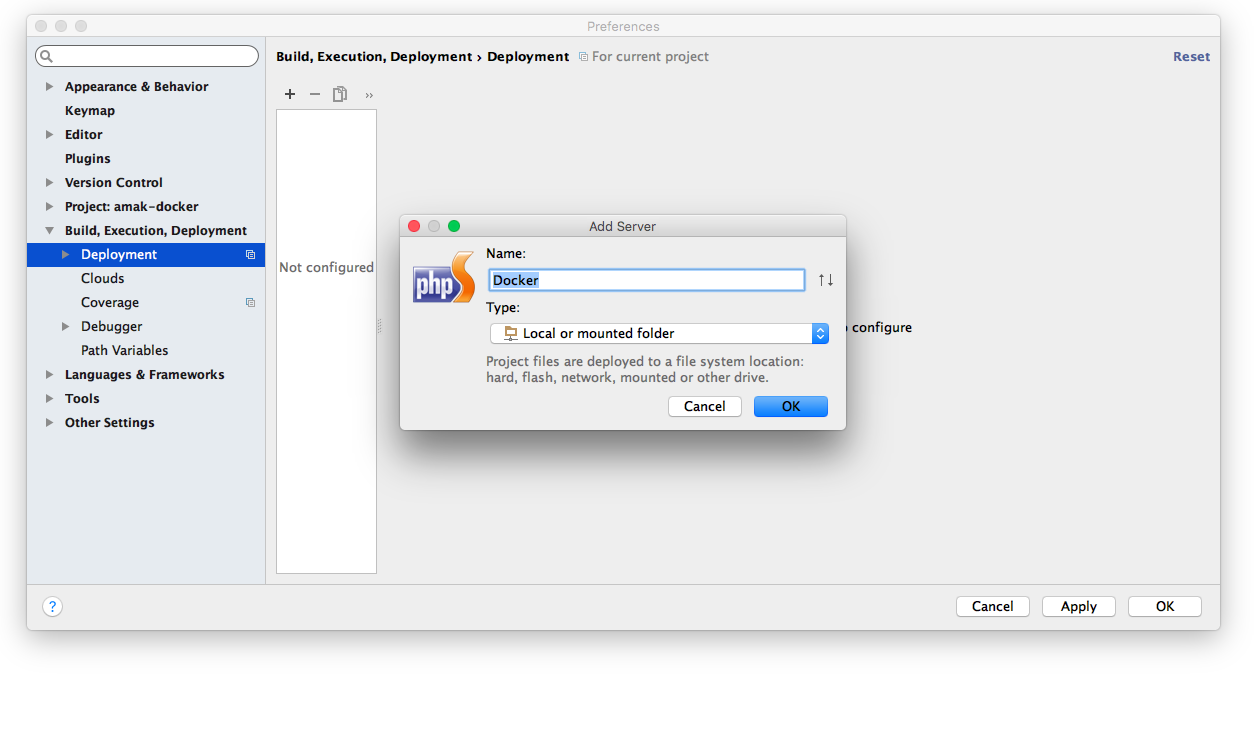 Preferences
Build, Execution, Deployment › Deployment For current project Reset
Appearance & Behavior
Keymap
Editor
Plugins
Version Control
Project: amak-docker
Build, Execution, Deployment
Deployment
Clouds
Coverage
Debugger
Path Variables
Languages & Frameworks
Tools
Other Settings
+ − »
Not configured
configure
Add Server
php
Name:
Docker
Type:
Local or mounted folder
Project files are deployed to a file system location:
hard, flash, network, mounted or other drive.
Cancel OK
? Cancel Apply OK